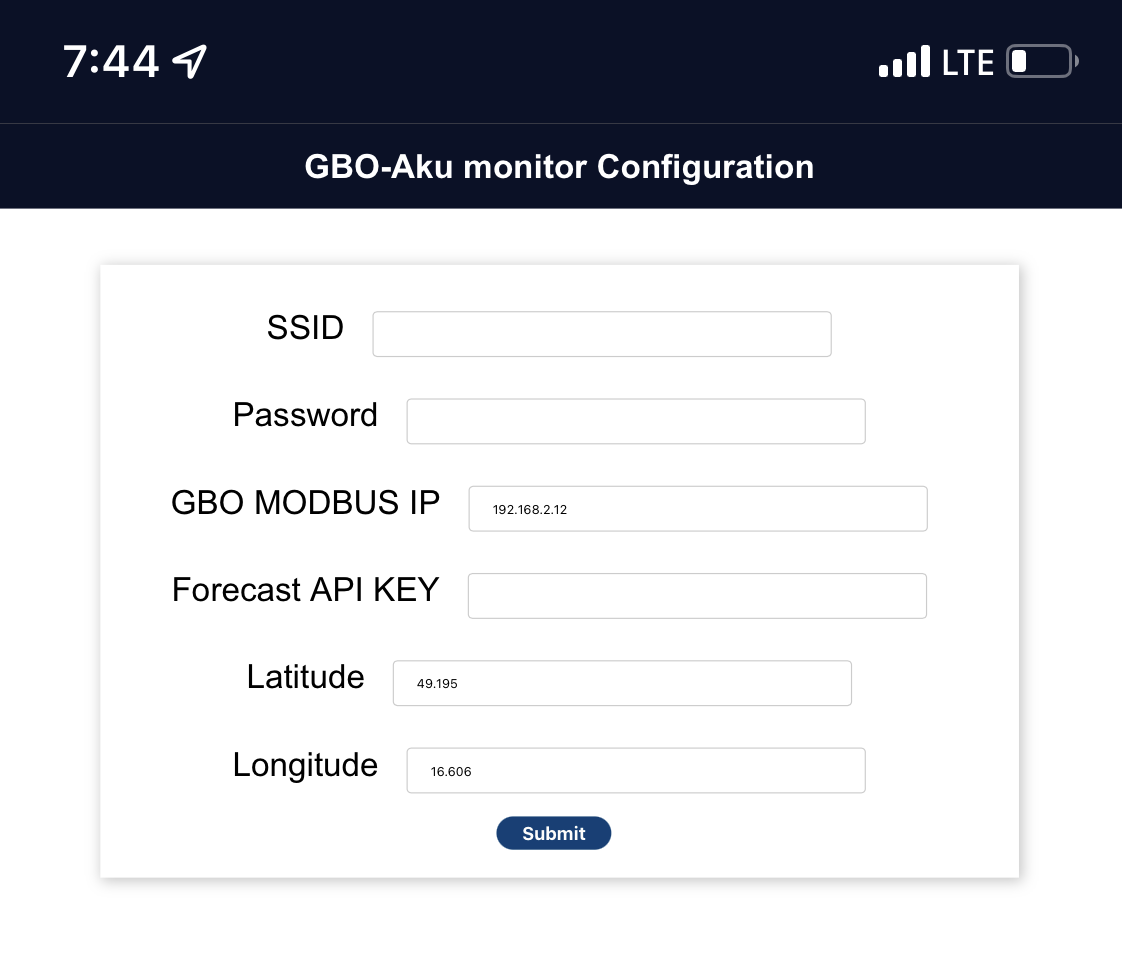 7:44 LTE
GBO-Aku monitor Configuration
SSID
Password
GBO MODBUS IP 192.168.2.12
Forecast API KEY
Latitude 49.195
Longitude 16.606
Submit